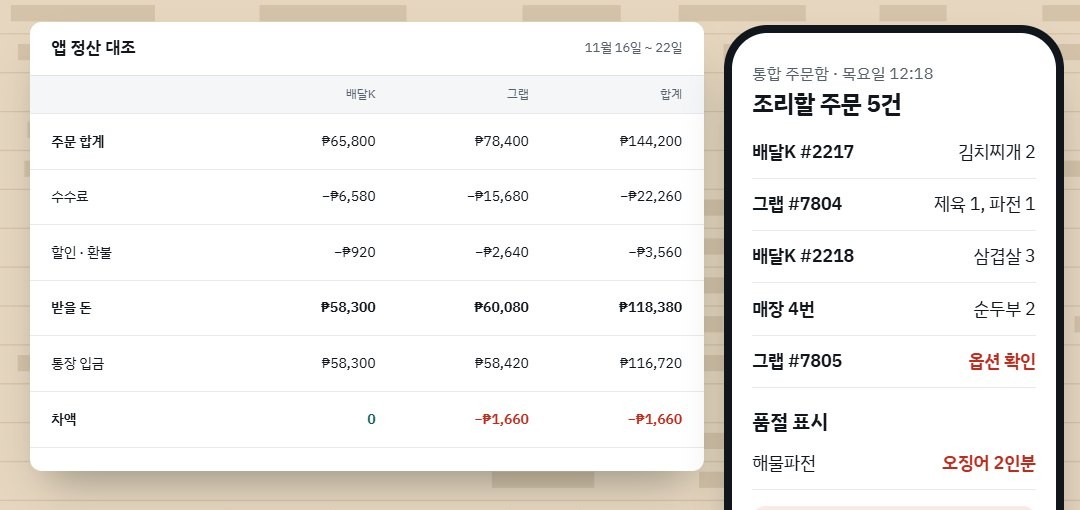 앱 정산 대조 11월 16일 ~ 22일
배달K 그랩 합계
주문 합계 ₱65,800 ₱78,400 ₱144,200
수수료 −₱6,580 −₱15,680 −₱22,260
할인 · 환불 −₱920 −₱2,640 −₱3,560
받을 돈 ₱58,300 ₱60,080 ₱118,380
통장 입금 ₱58,300 ₱58,420 ₱116,720
차액 0 −₱1,660 −₱1,660
통합 주문함 · 목요일 12:18
조리할 주문 5건
배달K #2217 김치찌개 2
그랩 #7804 제육 1, 파전 1
배달K #2218 삼겹살 3
매장 4번 순두부 2
그랩 #7805 옵션 확인
품절 표시
해물파전 오징어 2인분